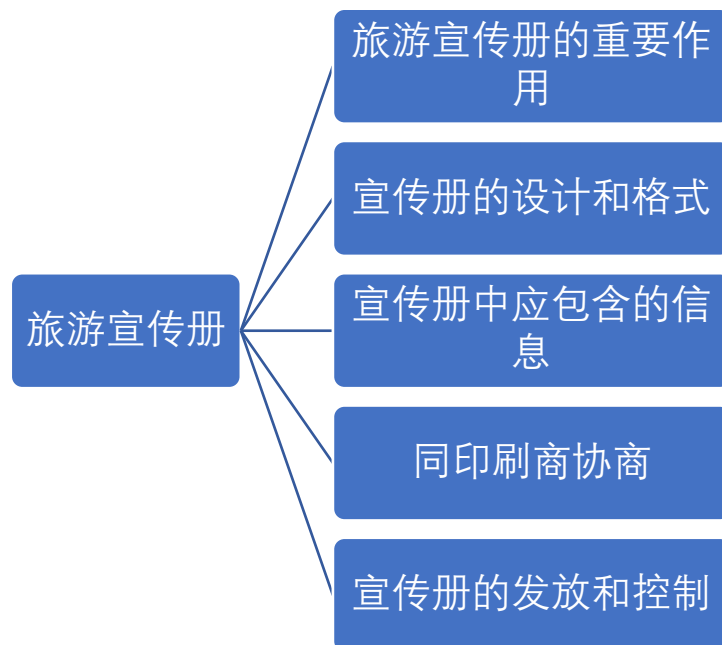 旅游宣传册
旅游宣传册的重要作
用
宣传册的设计和格式
宣传册中应包含的信
息
同印刷商协商
宣传册的发放和控制